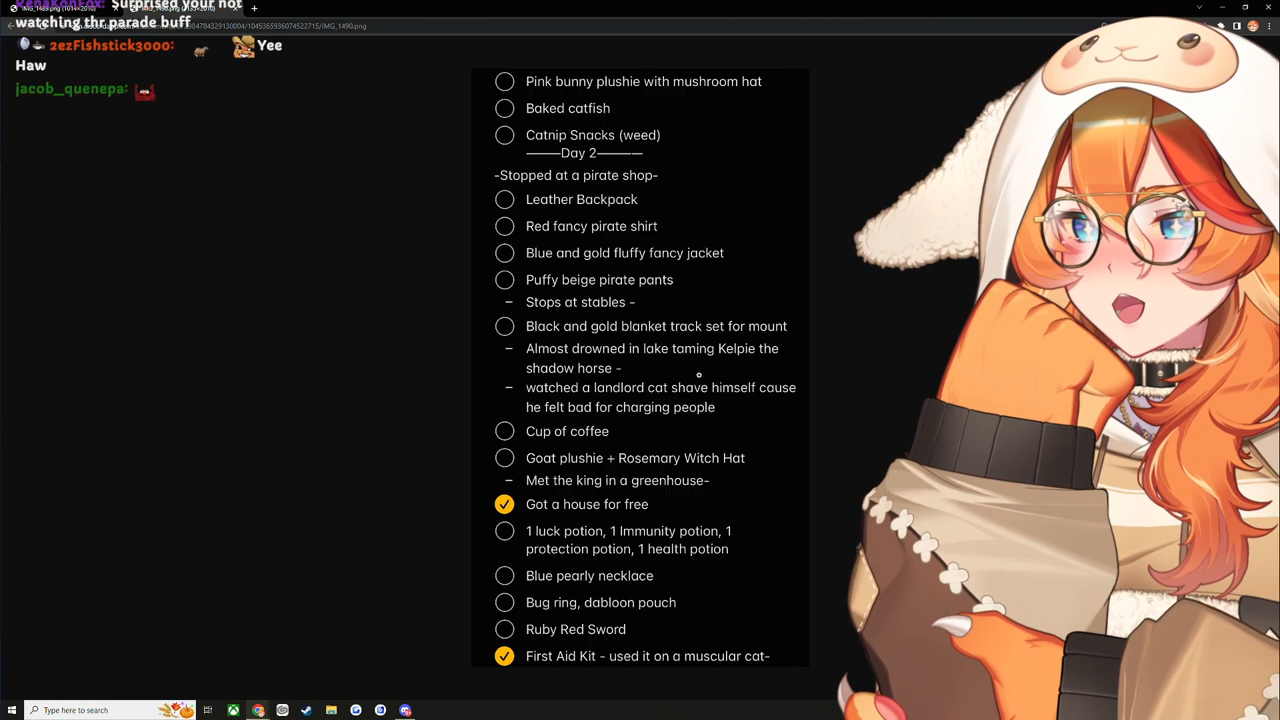 Surprised your not
watching thr parade buff
2ezFishstick3000: Yee
Haw
jacob_quenepa:
Pink bunny plushie with mushroom hat
Baked catfish
Catnip Snacks (weed)
———Day 2————
-Stopped at a pirate shop-
Leather Backpack
Red fancy pirate shirt
Blue and gold fluffy fancy jacket
Puffy beige pirate pants
– Stops at stables -
Black and gold blanket track set for mount
– Almost drowned in lake taming Kelpie the
shadow horse -
– watched a landlord cat shave himself cause
he felt bad for charging people
Cup of coffee
Goat plushie + Rosemary Witch Hat
– Met the king in a greenhouse-
Got a house for free
1 luck potion, 1 Immunity potion, 1
protection potion, 1 health potion
Blue pearly necklace
Bug ring, dabloon pouch
Ruby Red Sword
First Aid Kit - used it on a muscular cat-
Type here to search